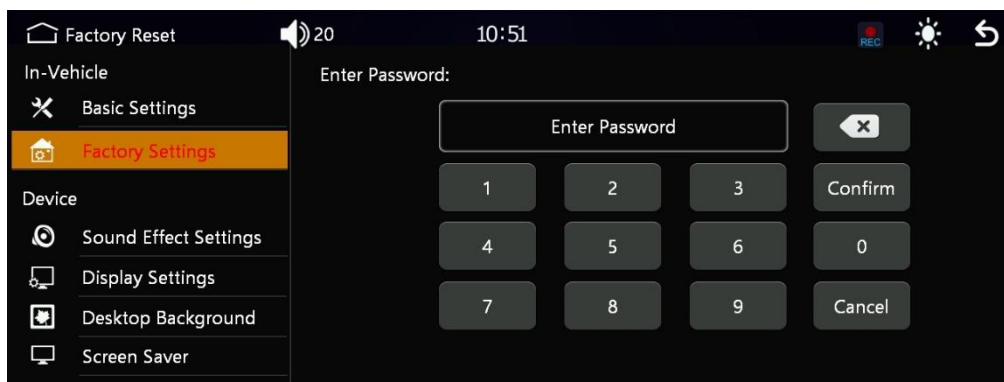 Factory Reset 20 10:51 REC
In-Vehicle
Basic Settings
Factory Settings
Device
Sound Effect Settings
Display Settings
Desktop Background
Screen Saver
Enter Password:
Enter Password
1 2 3 Confirm
4 5 6 0
7 8 9 Cancel